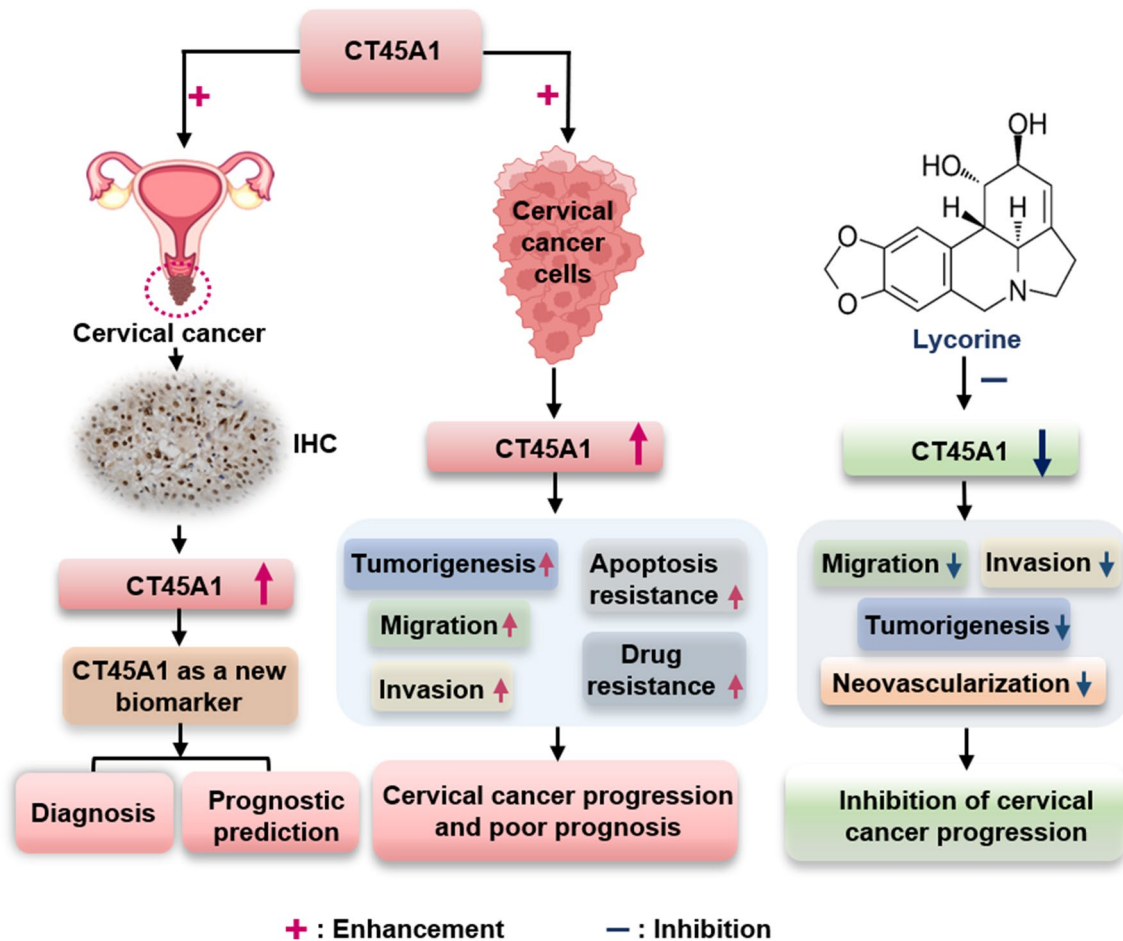 CT45A1
+
+
Cervical cancer
IHC
CT45A1
CT45A1 as a new
biomarker
Diagnosis
Prognostic
prediction
Cervical
cancer
cells
CT45A1
Tumorigenesis
Apoptosis
resistance
Migration
Invasion
Drug
resistance
Cervical cancer progression
and poor prognosis
OH
HO
H
H
O
O
N
Lycorine
−
CT45A1
Migration
Invasion
Tumorigenesis
Neovascularization
Inhibition of cervical
cancer progression
+ : Enhancement
− : Inhibition